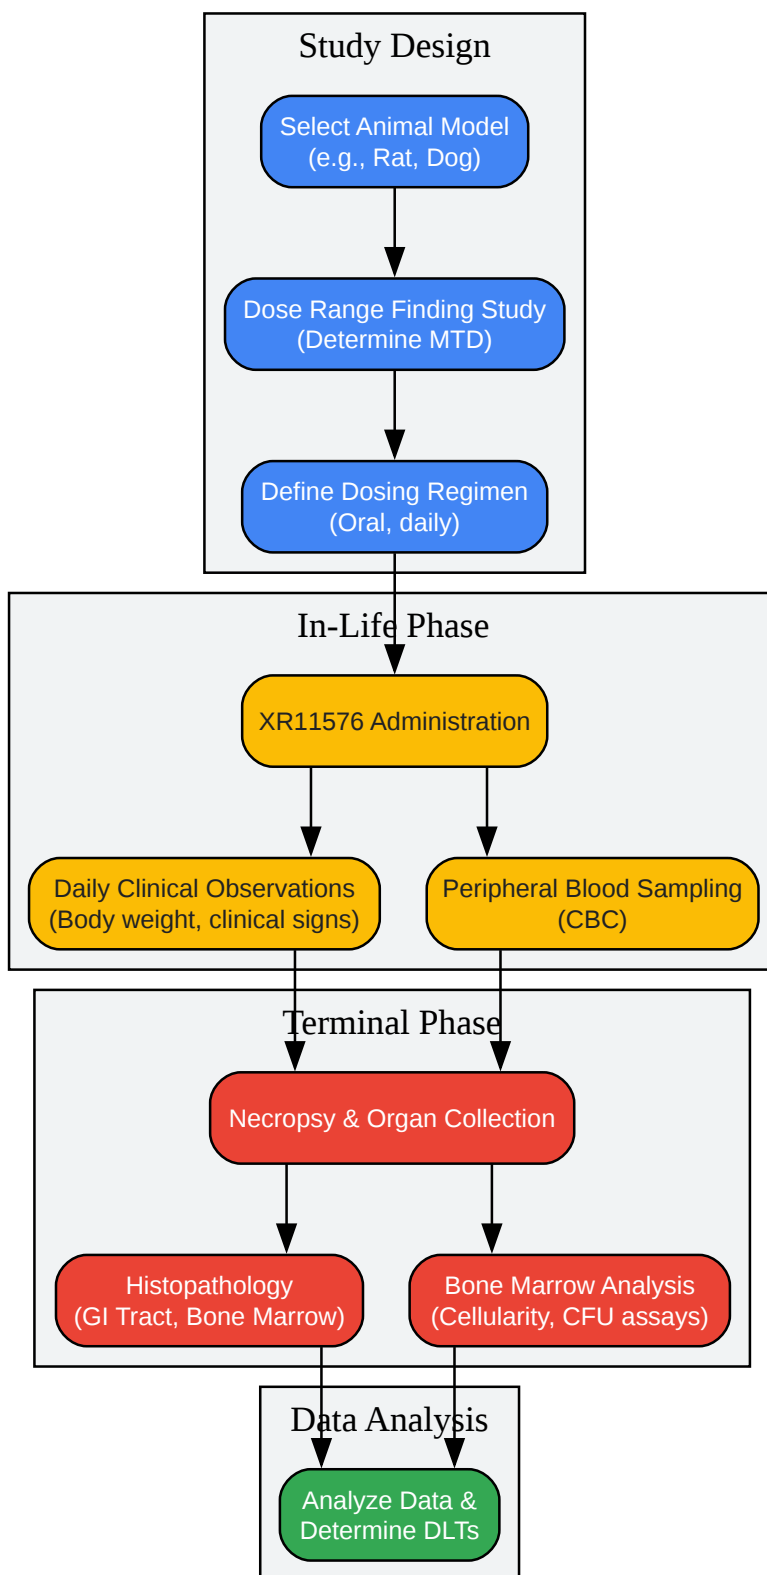 Study Design
Select Animal Model
(e.g., Rat, Dog)
Dose Range Finding Study
(Determine MTD)
Define Dosing Regimen
(Oral, daily)
In-Life Phase
XR11576 Administration
Daily Clinical Observations
(Body weight, clinical signs)
Peripheral Blood Sampling
(CBC)
Terminal Phase
Necropsy & Organ Collection
Histopathology
(GI Tract, Bone Marrow)
Bone Marrow Analysis
(Cellularity, CFU assays)
Data Analysis
Analyze Data &
Determine DLTs